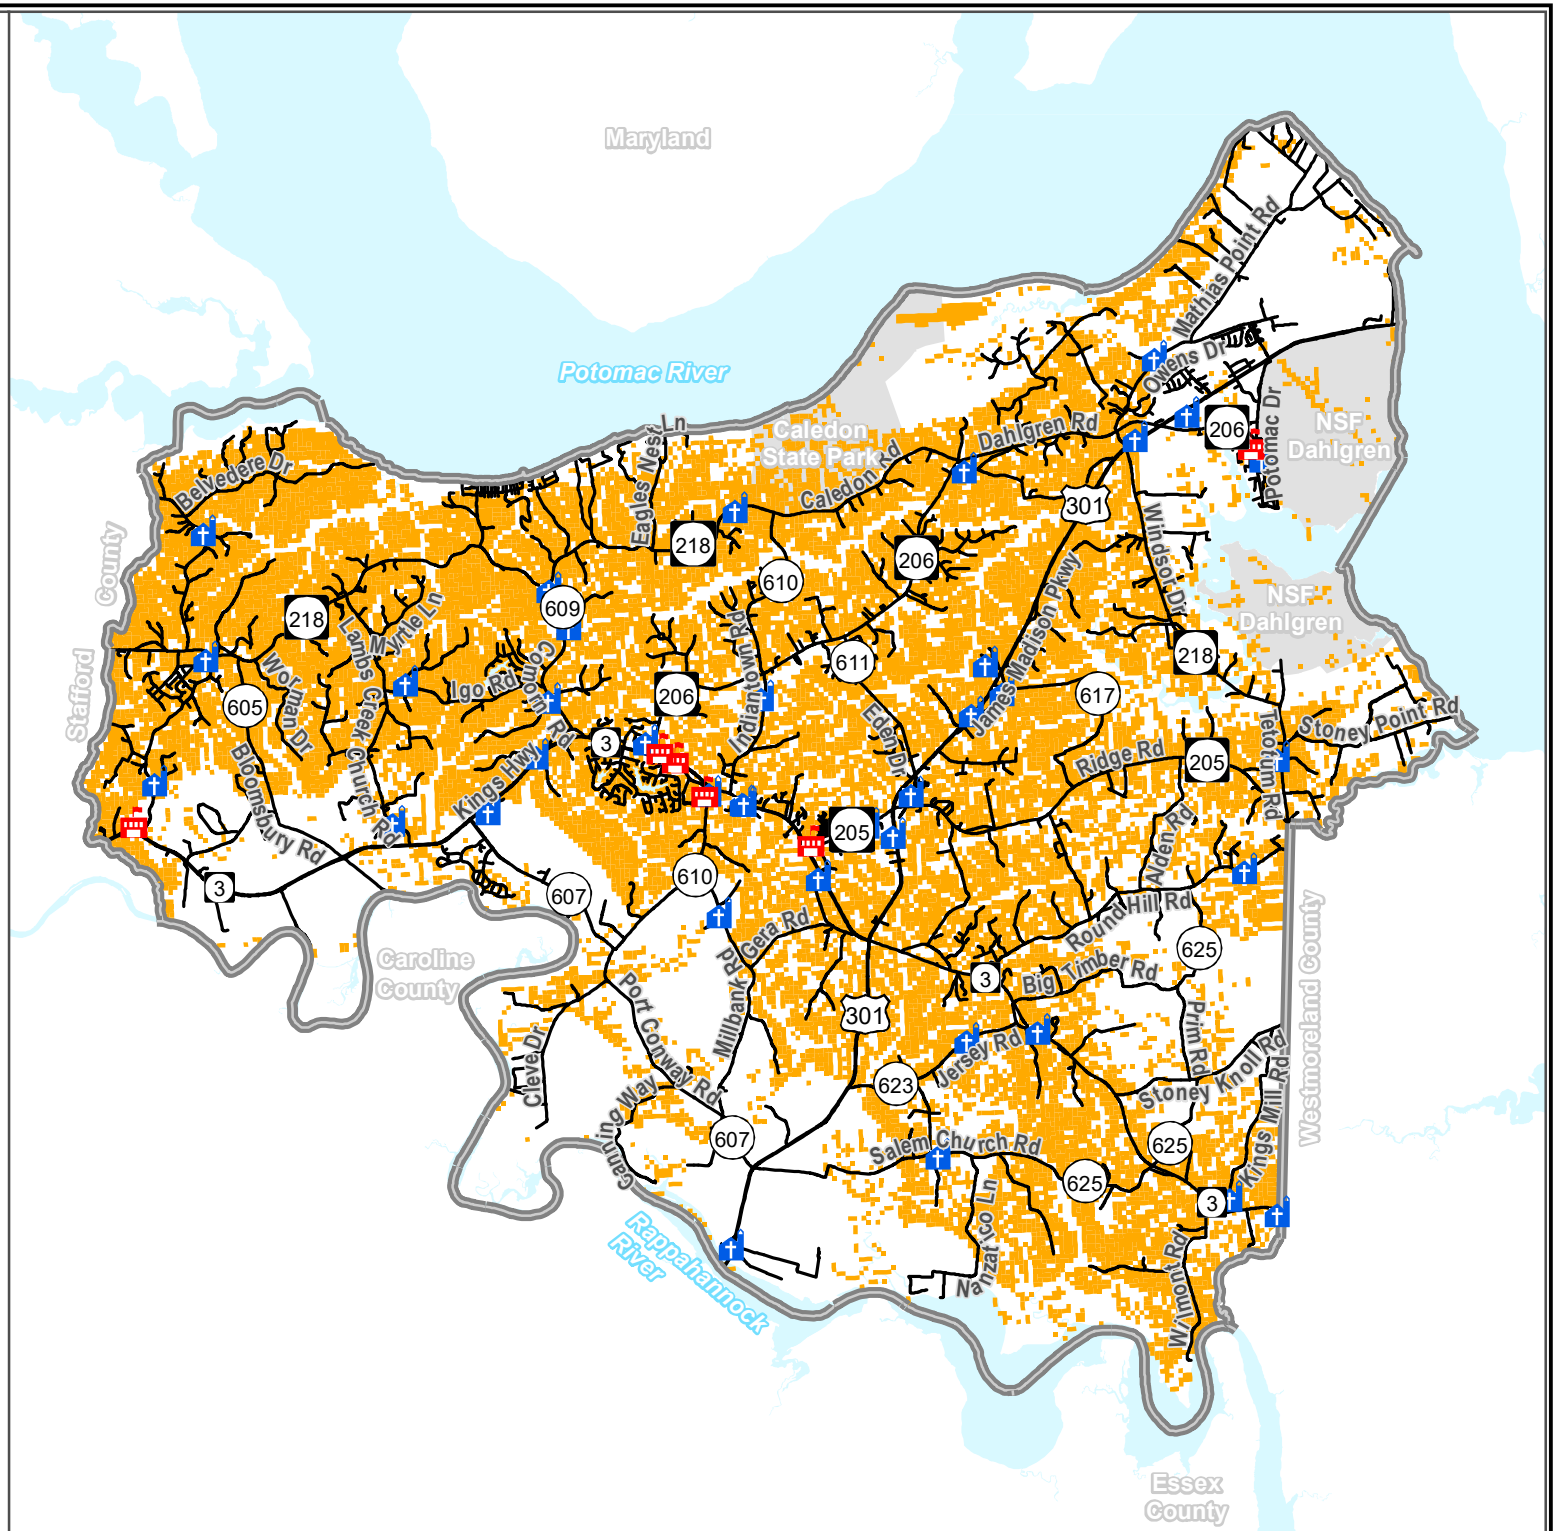 Maryland
Mathias Point Rd
Potomac River
Owens Dr
206
Potomac Dr
NSF
Dahlgren
Eagles Nest Ln
Caledon
State Park
Dahlgren Rd
Caledon Rd
Belvedere Dr
301
County
218
206
610
Windsor Dr
James Madison Pkwy
NSF
Dahlgren
609
218
Myrtle Ln
Lambs Creek Church Rd
Indiantown Rd
611
218
Stafford
Worman Dr
Igo Rd
Comorn Rd
206
617
605
Eden Dr
Tetotum Rd
Stoney Point Rd
3
Ridge Rd
205
Bloomsbury Rd
Kings Hwy
205
Alden Rd
3
607
610
Round Hill Rd
Gera Rd
625
Westmoreland County
Caroline
County
3
Big Timber Rd
Millbank Rd
Port Conway Rd
301
Prim Rd
Cleve Dr
Jersey Rd
Stoney Knoll Rd
623
Kings Mill Rd
Canning Way
607
Salem Church Rd
625
625
3
Nanzatico Ln
Rappahannock
River
Wilmont Rd
Essex
County